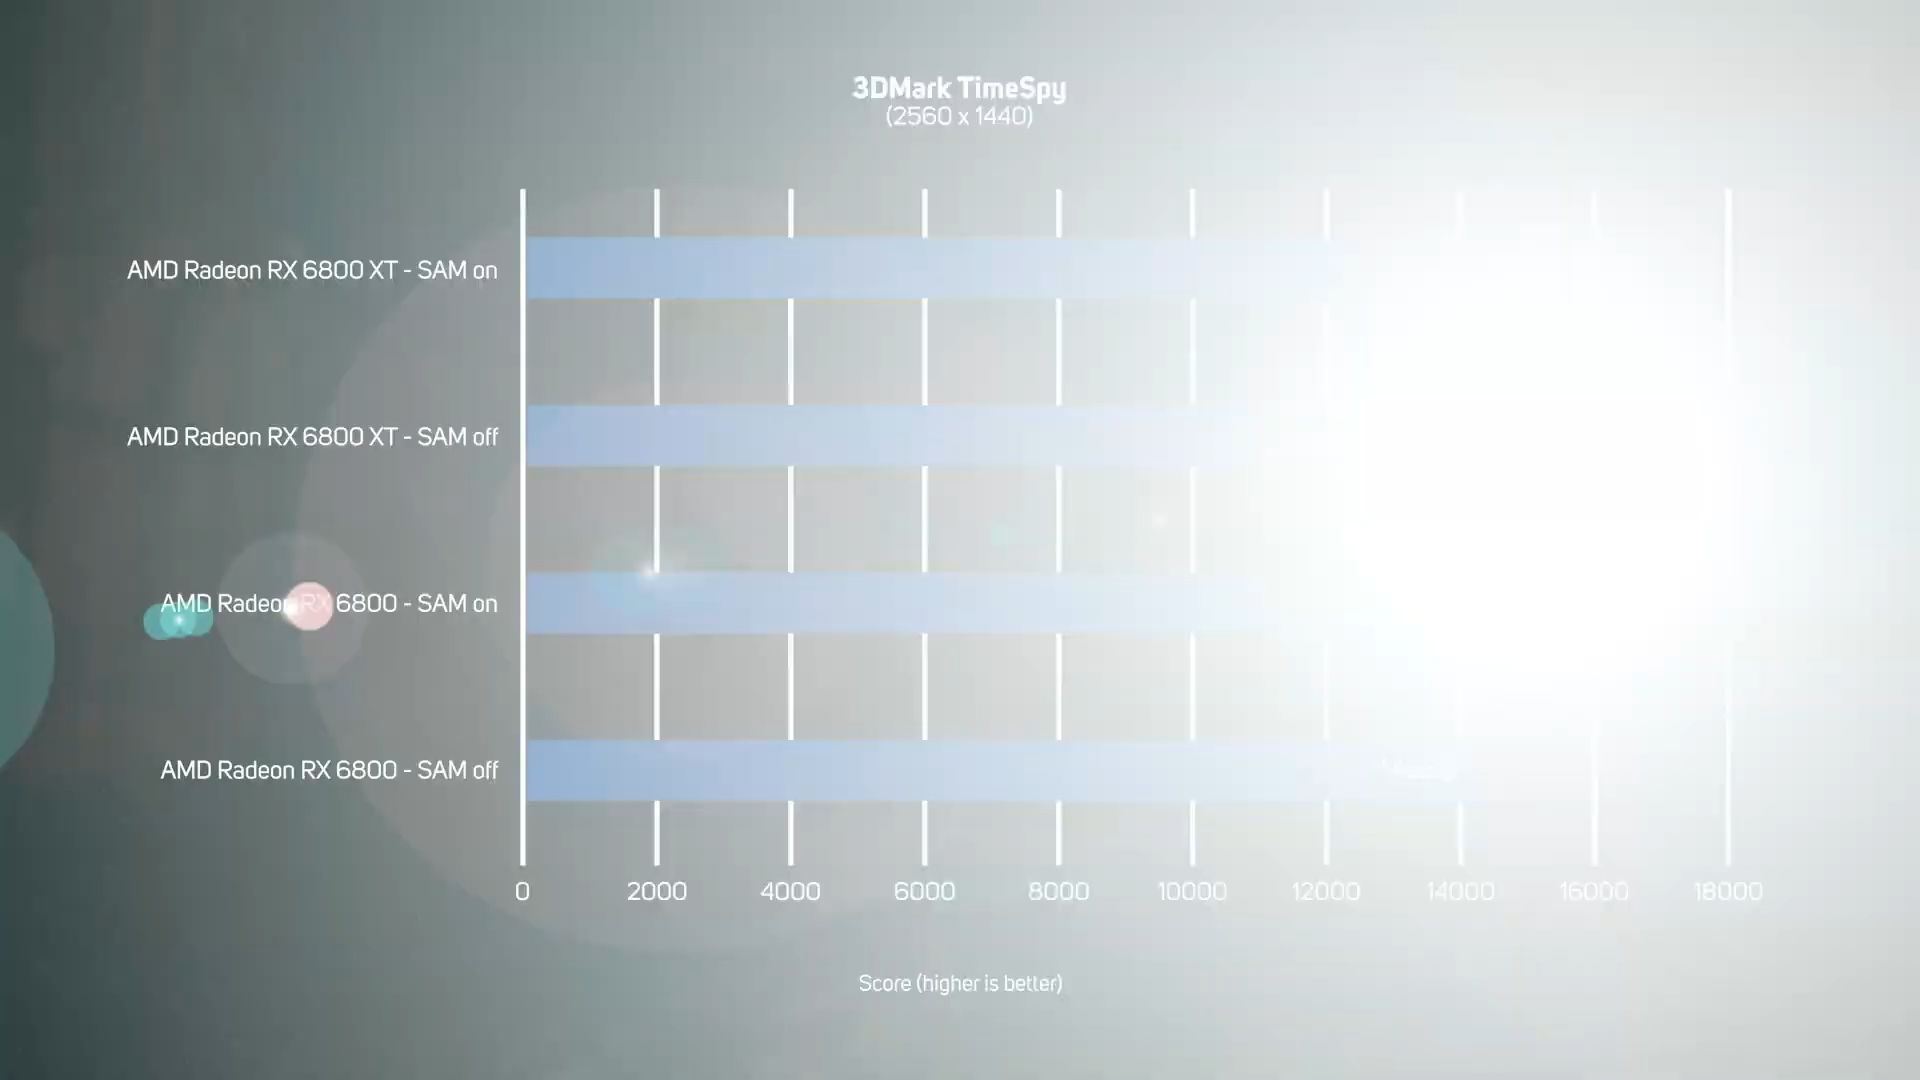 3DMark TimeSpy
(2560 x 1440)
AMD Radeon RX 6800 XT - SAM on
AMD Radeon RX 6800 XT - SAM off
AMD Radeon RX 6800 - SAM on
AMD Radeon RX 6800 - SAM off
0 2000 4000 6000 8000 10000 12000 14000 16000 18000
Score (higher is better)